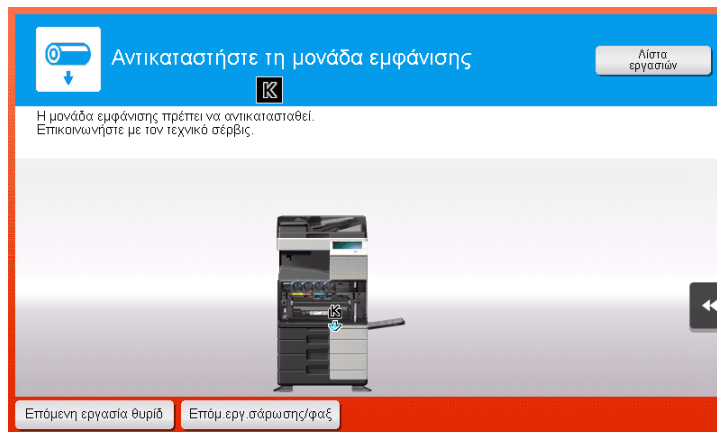 Αντικαταστήστε τη μονάδα εμφάνισης
Λίστα
εργασιών
K
Η μονάδα εμφάνισης πρέπει να αντικατασταθεί.
Επικοινωνήστε με τον τεχνικό σέρβις.
K
Επόμενη εργασία θυρίδ
Επόμ.εργ.σάρωσης/φαξ